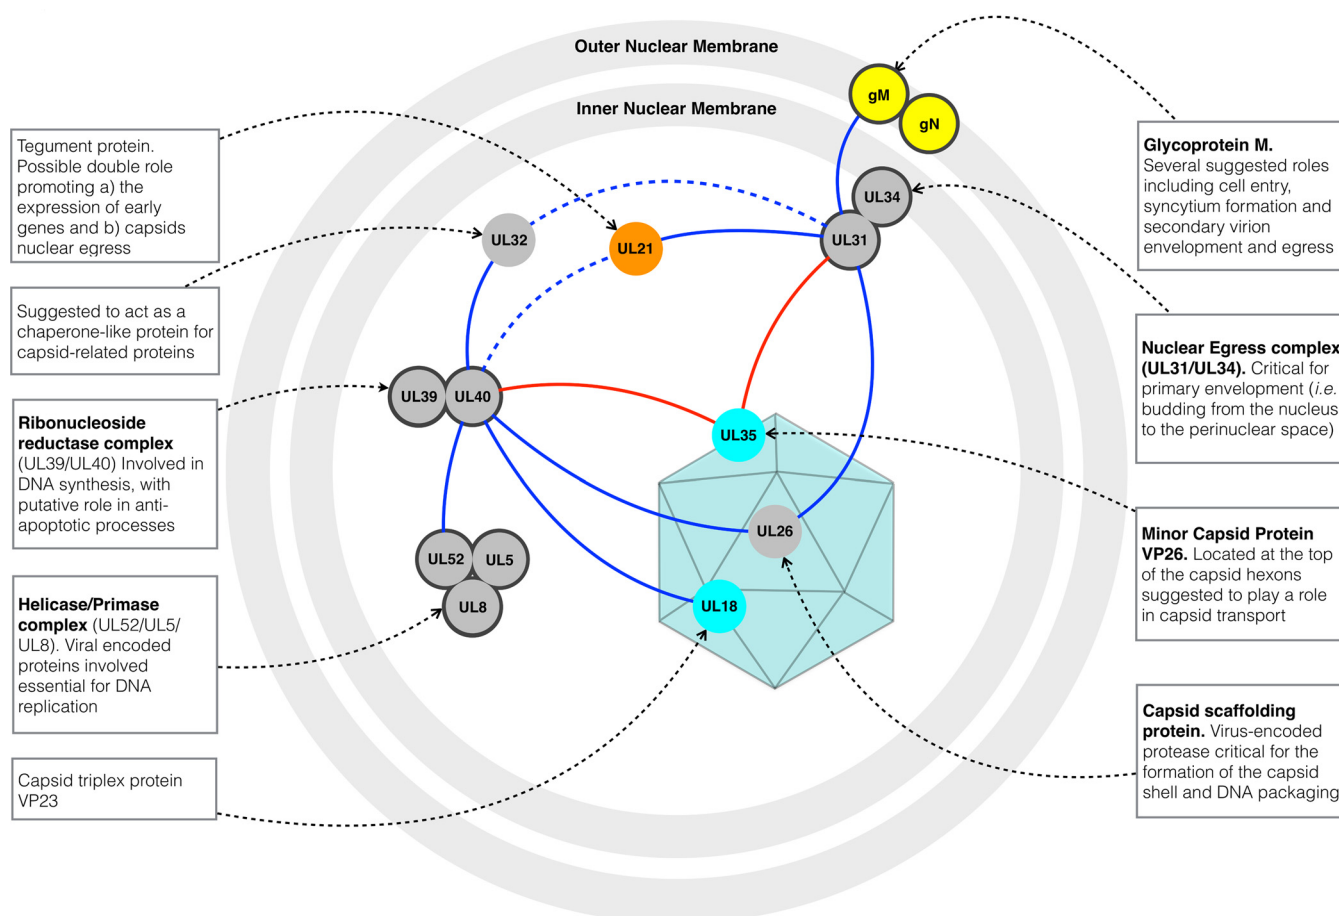 Outer Nuclear Membrane
Inner Nuclear Membrane
gM
gN
UL34
UL31
UL32
UL21
UL39
UL40
UL35
UL52
UL5
UL8
UL26
UL18
Tegument protein.
Possible double role
promoting a) the
expression of early
genes and b) capsids
nuclear egress
Suggested to act as a
chaperone-like protein for
capsid-related proteins
Ribonucleoside
reductase complex
(UL39/UL40) Involved in
DNA synthesis, with
putative role in anti-
apoptotic processes
Helicase/Primase
complex (UL52/UL5/
UL8). Viral encoded
proteins involved
essential for DNA
replication
Capsid triplex protein
VP23
Glycoprotein M.
Several suggested roles
including cell entry,
syncytium formation and
secondary virion
envelopment and egress
Nuclear Egress complex
(UL31/UL34). Critical for
primary envelopment (i.e.
budding from the nucleus
to the perinuclear space)
Minor Capsid Protein
VP26. Located at the top
of the capsid hexons
suggested to play a role
in capsid transport
Capsid scaffolding
protein. Virus-encoded
protease critical for the
formation of the capsid
shell and DNA packaging